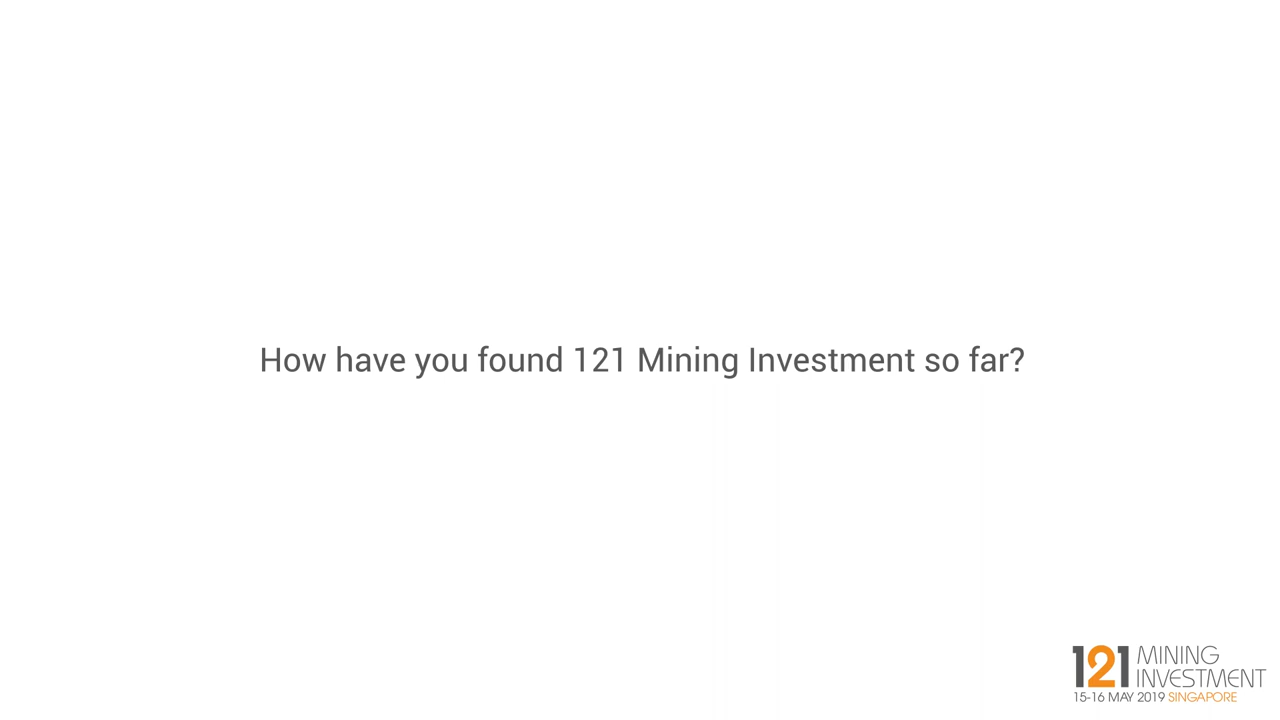 How have you found 121 Mining Investment so far?
121 MINING
INVESTMENT
15-16 MAY 2019 SINGAPORE